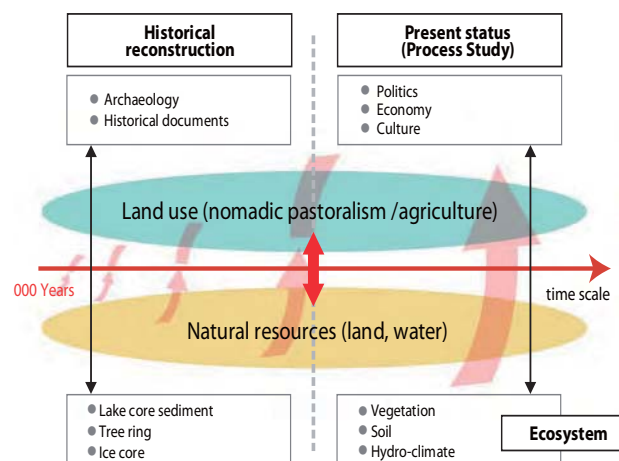 Historical
reconstruction
Present status
(Process Study)
Archaeology
Historical documents
Politics
Economy
Culture
Land use (nomadic pastoralism /agriculture)
000 Years
time scale
Natural resources (land, water)
Lake core sediment
Tree ring
Ice core
Vegetation
Soil
Hydro-climate
Ecosystem